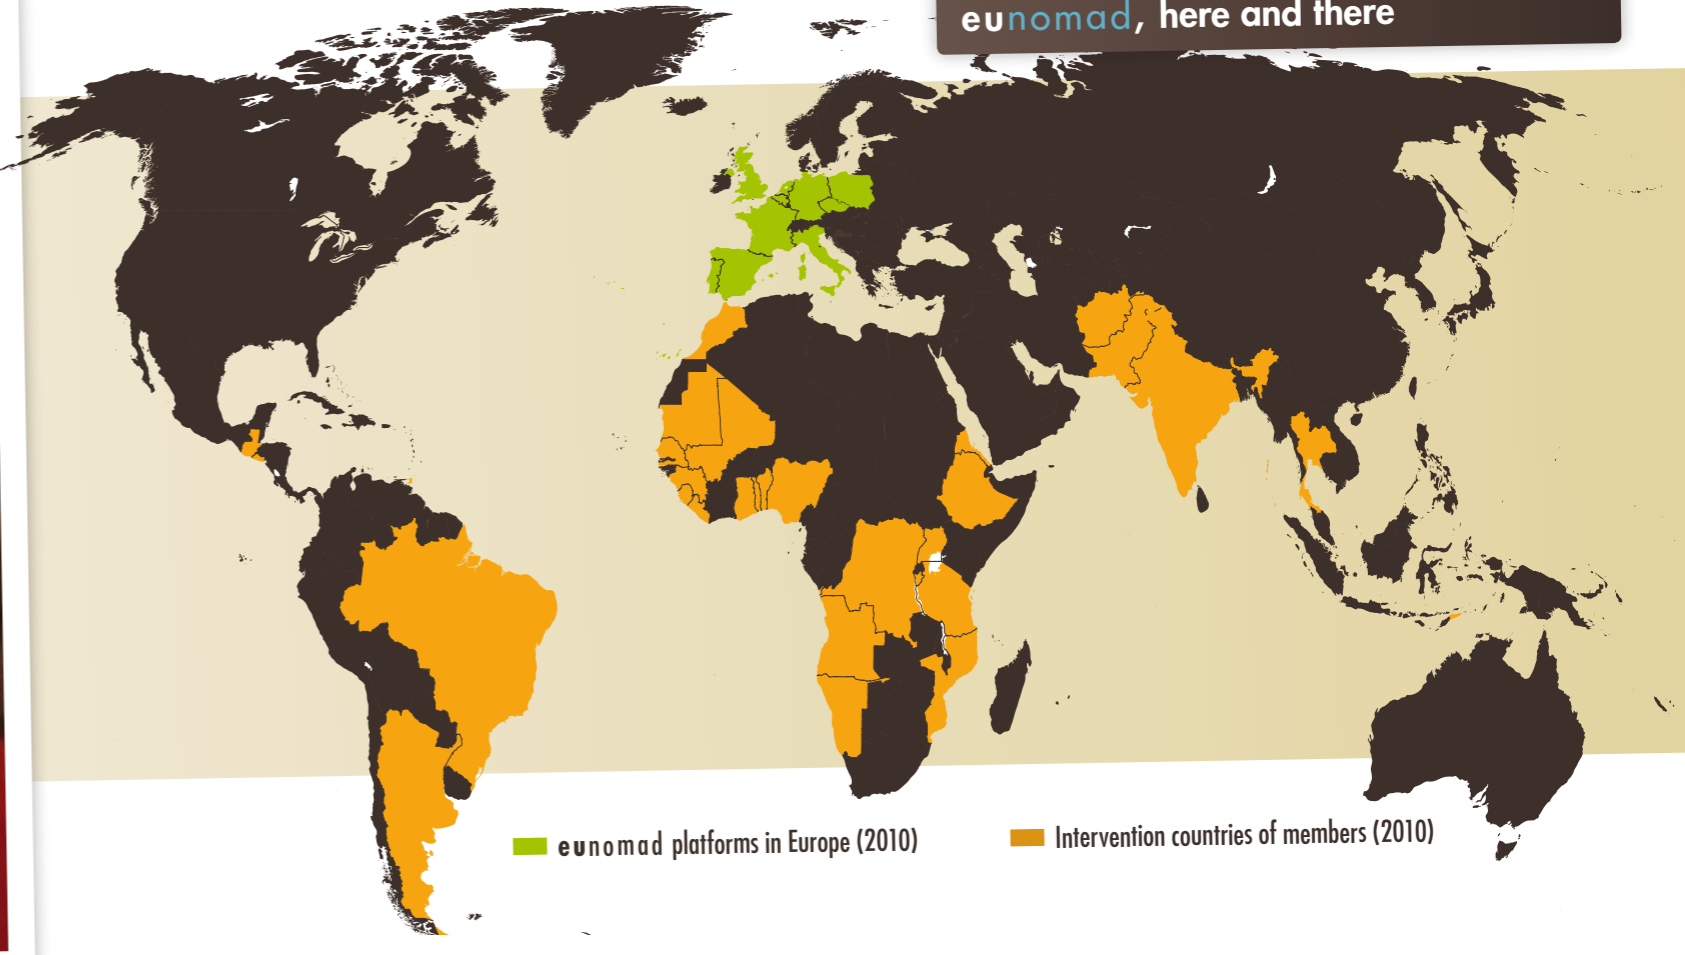 eunomad, here and there
eunomad platforms in Europe (2010)
Intervention countries of members (2010)